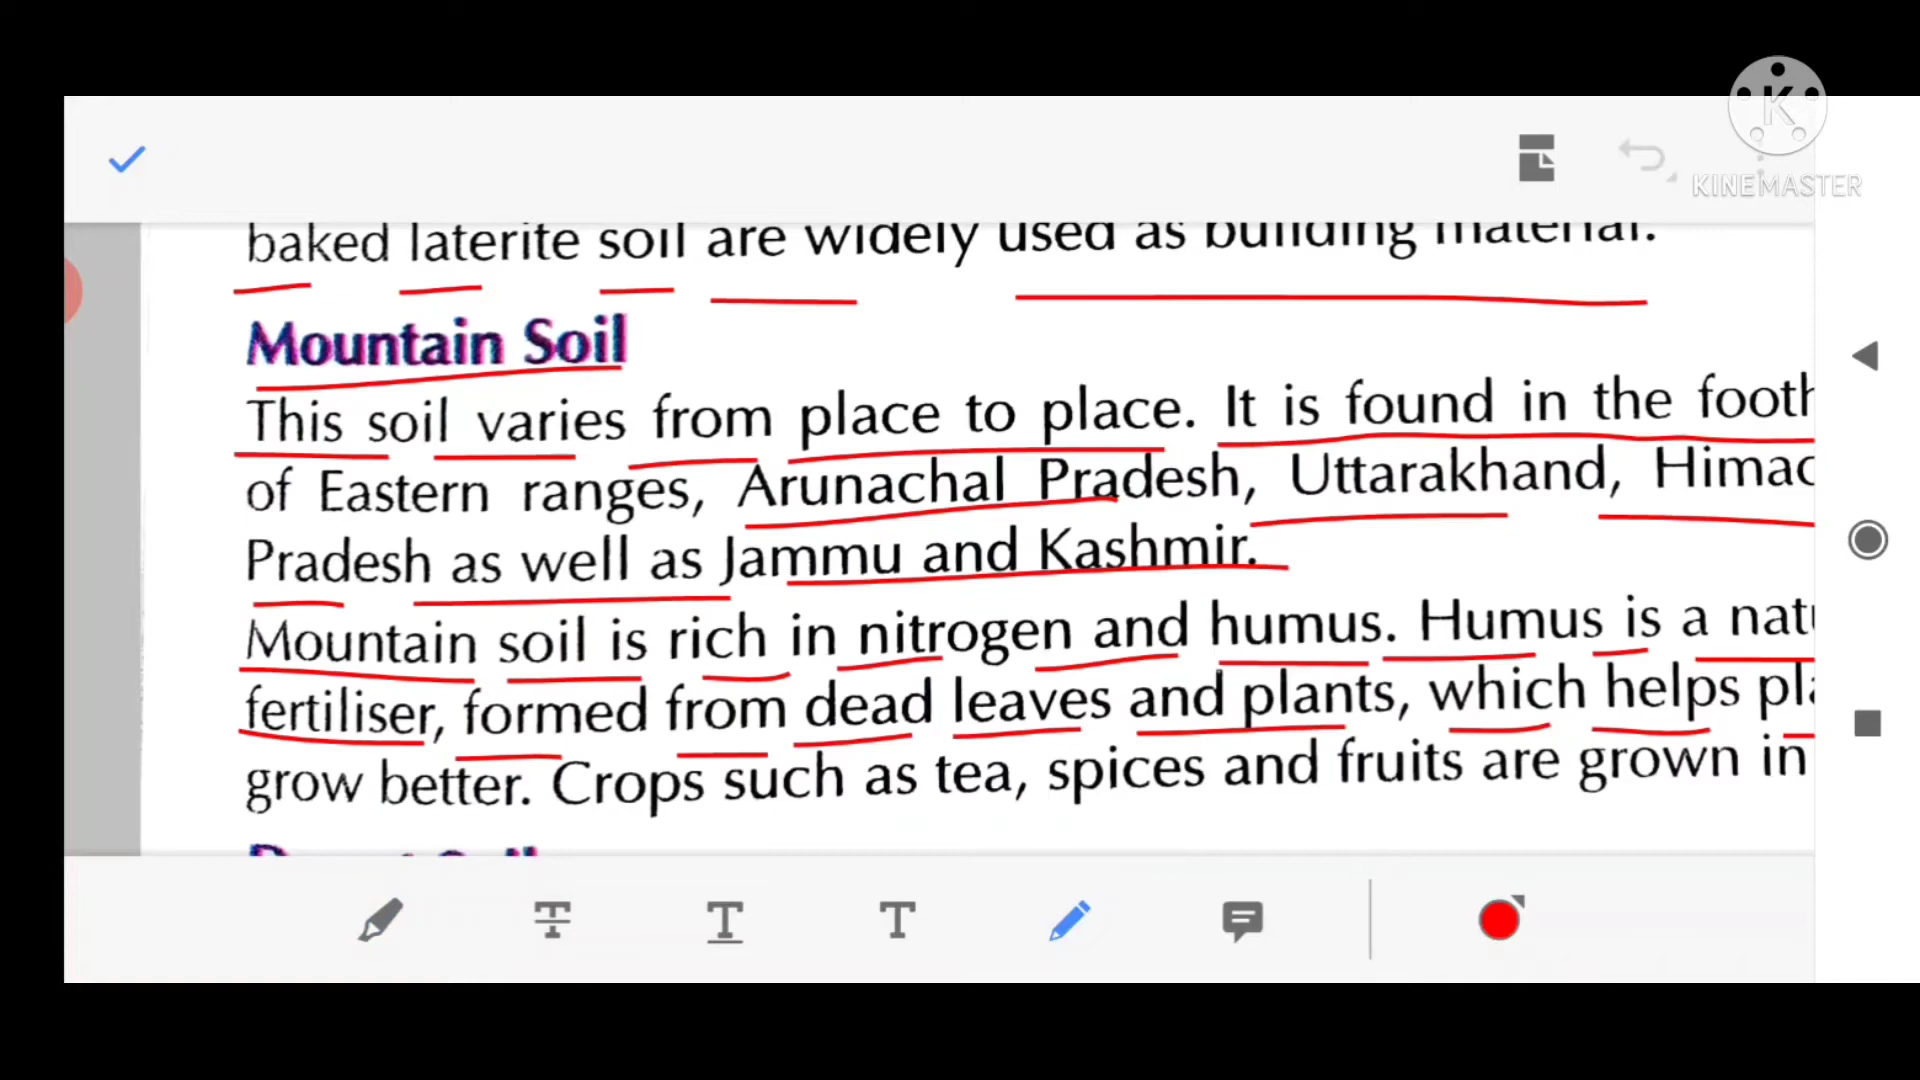 KINEMASTER
baked laterite soil are widely used as building material.
Mountain Soil
This soil varies from place to place. It is found in the footh
of Eastern ranges, Arunachal Pradesh, Uttarakhand, Himac
Pradesh as well as Jammu and Kashmir.
Mountain soil is rich in nitrogen and humus. Humus is a natu
fertiliser, formed from dead leaves and plants, which helps pla
grow better. Crops such as tea, spices and fruits are grown in